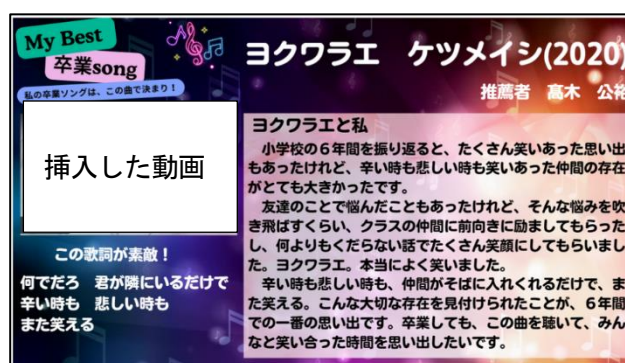 My Best
卒業song
私の卒業ソングは、この曲で決まり！
ヨクワラエ　ケツメイシ(2020)
推薦者　髙木　公裕
挿入した動画
この歌詞が素敵！
何でだろ　君が隣にいるだけで
辛い時も　悲しい時も
また笑える
ヨクワラエと私
　小学校の６年間を振り返ると、たくさん笑いあった思い出
もあったけれど、辛い時も悲しい時も笑いあった仲間の存在
がとても大きかったです。
　友達のことで悩んだこともあったけれど、そんな悩みを吹
き飛ばすくらい、クラスの仲間に前向きに励ましてもらった
し、何よりもくだらない話でたくさん笑顔にしてもらいまし
た。ヨクワラエ。本当によく笑いました。
　辛い時も悲しい時も、仲間がそばに入れくれるだけで、ま
た笑える。こんな大切な存在を見付けられたことが、６年間
での一番の思い出です。卒業しても、この曲を聴いて、みん
なと笑い合った時間を思い出したいです。